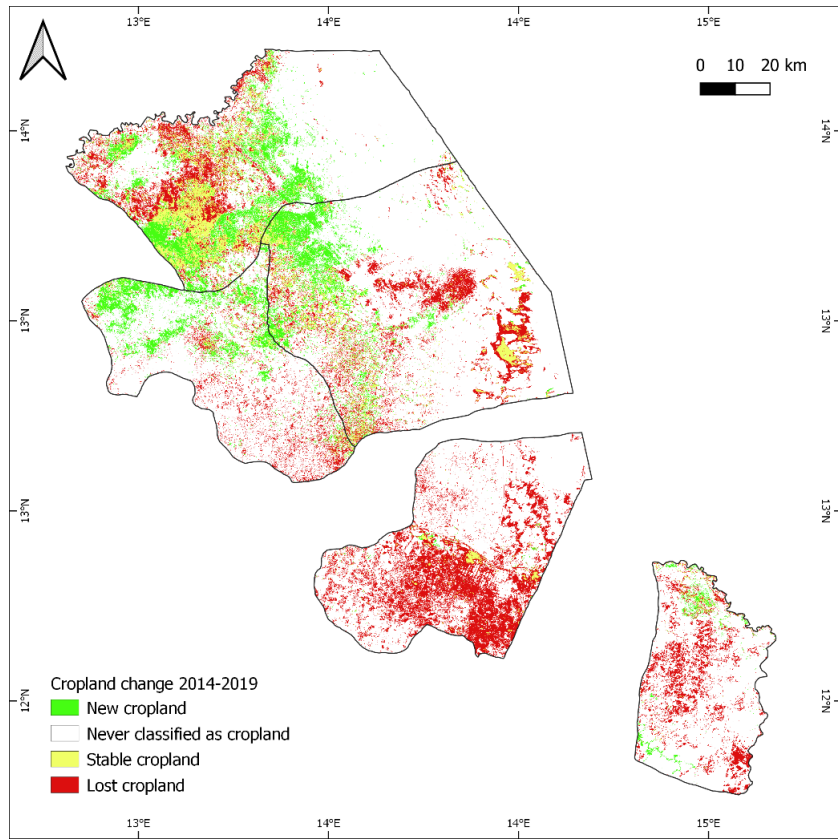 13°E 14°E 14°E 15°E
0 10 20 km
14°N 14°N
13°N 13°N
13°N 13°N
Cropland change 2014-2019
New cropland
12°N 12°N
Never classified as cropland
Stable cropland
Lost cropland
13°E 14°E 14°E 15°E